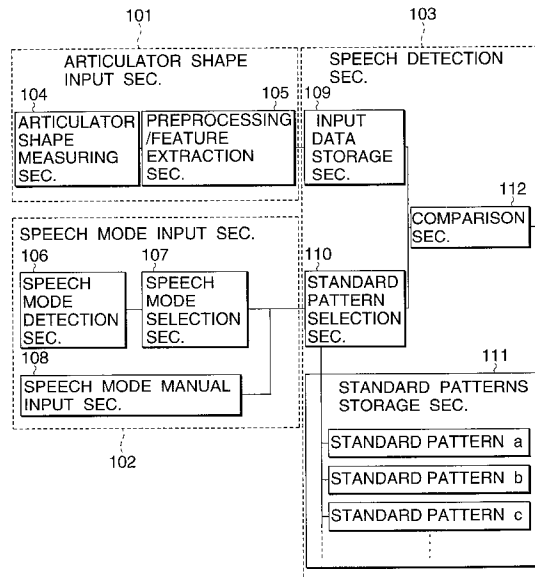 101
103
ARTICULATOR SHAPE
INPUT SEC.
SPEECH DETECTION
SEC.
104
105
109
ARTICULATOR
SHAPE
MEASURING
SEC.
PREPROCESSING
/FEATURE
EXTRACTION
SEC.
INPUT
DATA
STORAGE
SEC.
112
COMPARISON
SEC.
SPEECH MODE INPUT SEC.
106
107
110
SPEECH
MODE
DETECTION
SEC.
SPEECH
MODE
SELECTION
SEC.
STANDARD
PATTERN
SELECTION
SEC.
108
SPEECH MODE MANUAL
INPUT SEC.
102
111
STANDARD PATTERNS
STORAGE SEC.
STANDARD PATTERN a
STANDARD PATTERN b
STANDARD PATTERN c